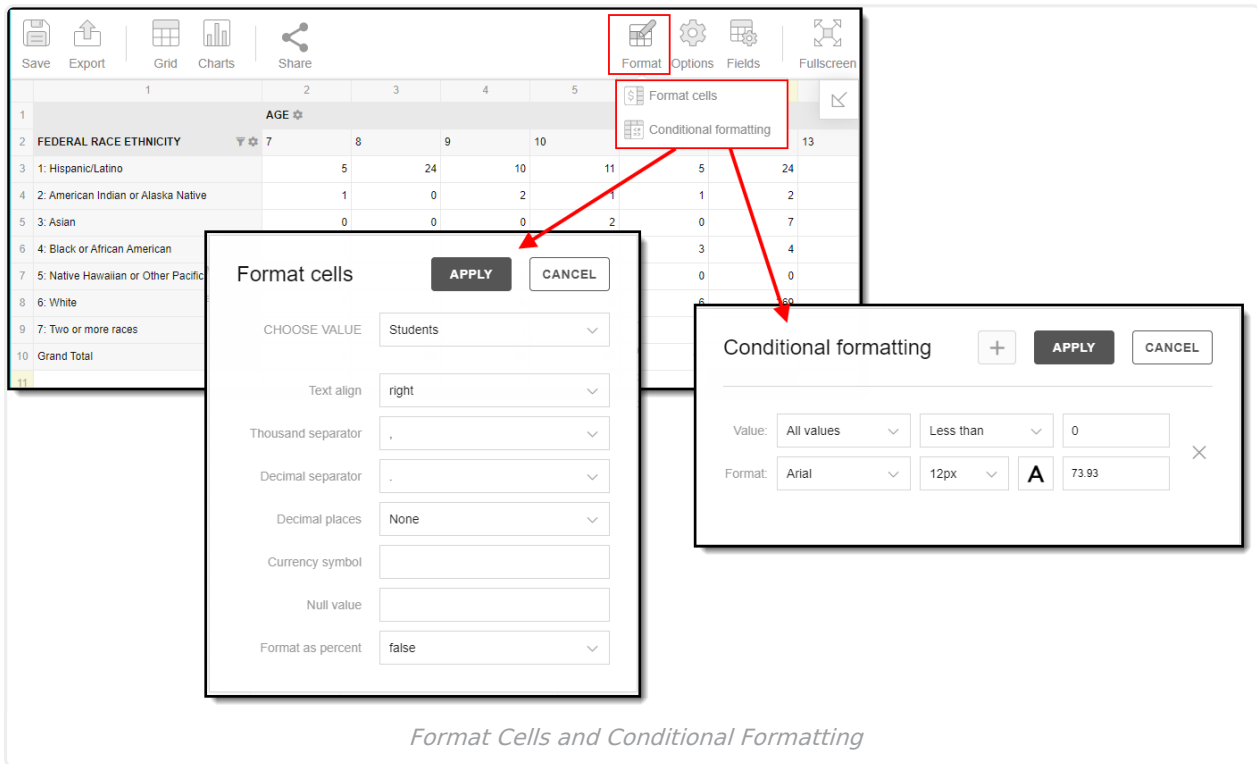 Save Export Grid Charts Share Format Options Fields Fullscreen
1 2 3 4 5
Format cells
Conditional formatting
1 AGE
2 FEDERAL RACE ETHNICITY 7 8 9 10 13
3 1: Hispanic/Latino 5 24 10 11 5 24
4 2: American Indian or Alaska Native 1 0 2 1 1 2
5 3: Asian 0 0 0 2 0 7
6 4: Black or African American 3 4
7 5: Native Hawaiian or Other Pacific 0 0
8 6: White 6 69
9 7: Two or more races
10 Grand Total
11
Format cells APPLY CANCEL
CHOOSE VALUE Students
Text align right
Thousand separator ,
Decimal separator .
Decimal places None
Currency symbol
Null value
Format as percent false
Conditional formatting + APPLY CANCEL
Value: All values Less than 0
Format: Arial 12px A 73.93
Format Cells and Conditional Formatting